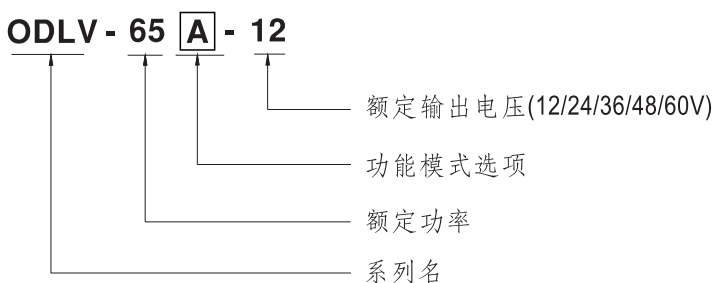 ODLV - 65 A - 12
额定输出电压(12/24/36/48/60V)
功能模式选项
额定功率
系列名